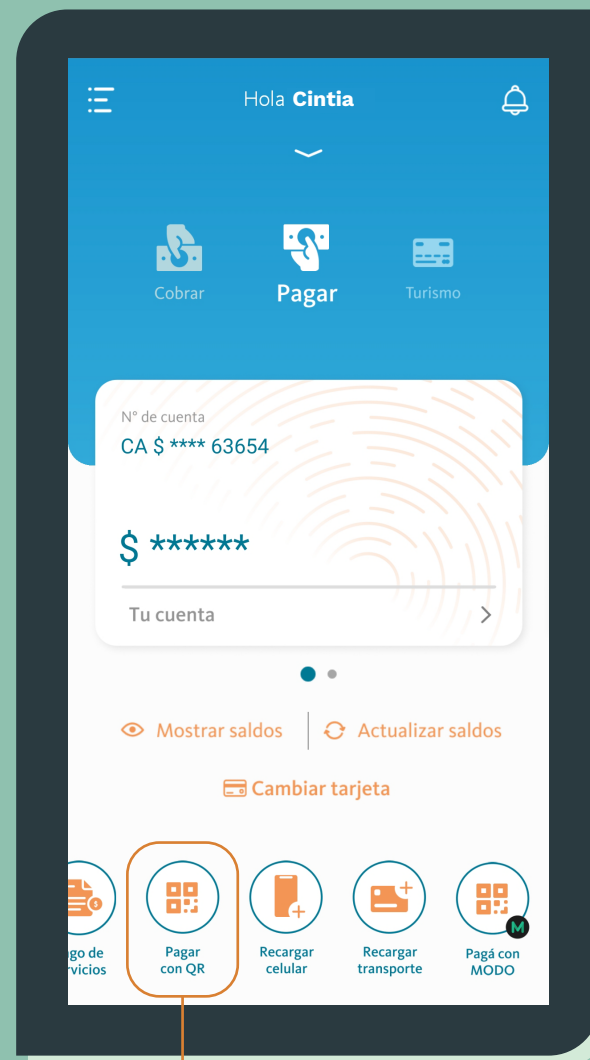 Hola Cintia
Cobrar
Pagar
Turismo
N° de cuenta
CA $ **** 63654
$ ******
Tu cuenta
Mostrar saldos
Actualizar saldos
Cambiar tarjeta
go de
vicios
Pagar
con QR
Recargar
celular
Recargar
transporte
Pagá con
MODO
M